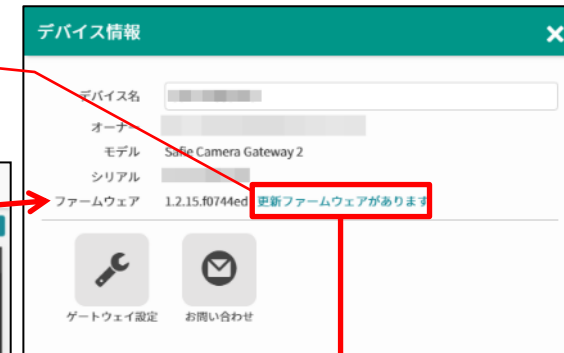 デバイス情報
デバイス名
オーナー
モデル Safie Camera Gateway 2
シリアル
ファームウェア 1.2.15.f0744ed 更新ファームウェアがあります
ゲートウェイ設定 お問い合わせ